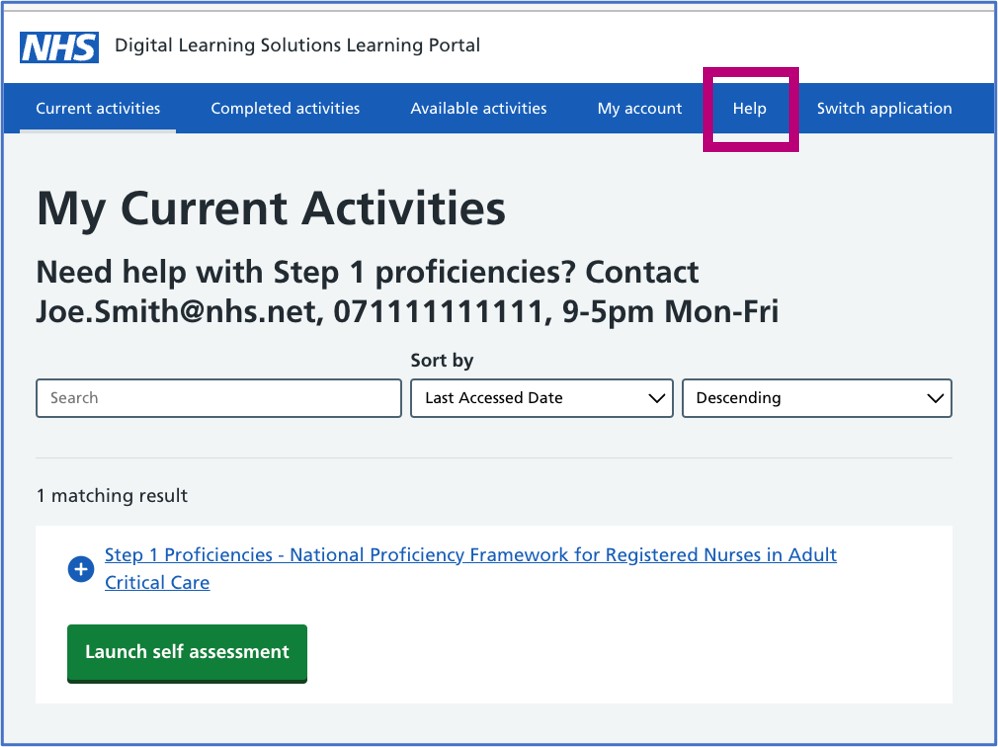 NHS Digital Learning Solutions Learning Portal
Current activities Completed activities Available activities My account Help Switch application
My Current Activities
Need help with Step 1 proficiencies? Contact
Joe.Smith@nhs.net, 071111111111, 9-5pm Mon-Fri
Sort by
Search Last Accessed Date Descending
1 matching result
Step 1 Proficiencies - National Proficiency Framework for Registered Nurses in Adult
Critical Care
Launch self assessment